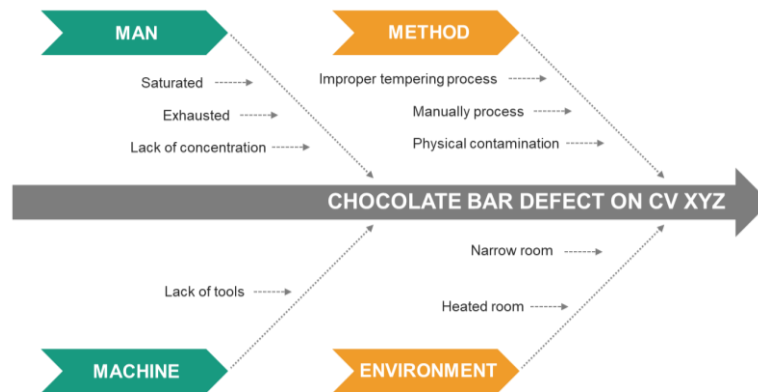 MAN
METHOD
Saturated
Improper tempering process
Exhausted
Manually process
Lack of concentration
Physical contamination
CHOCOLATE BAR DEFECT ON CV XYZ
Narrow room
Lack of tools
Heated room
MACHINE
ENVIRONMENT